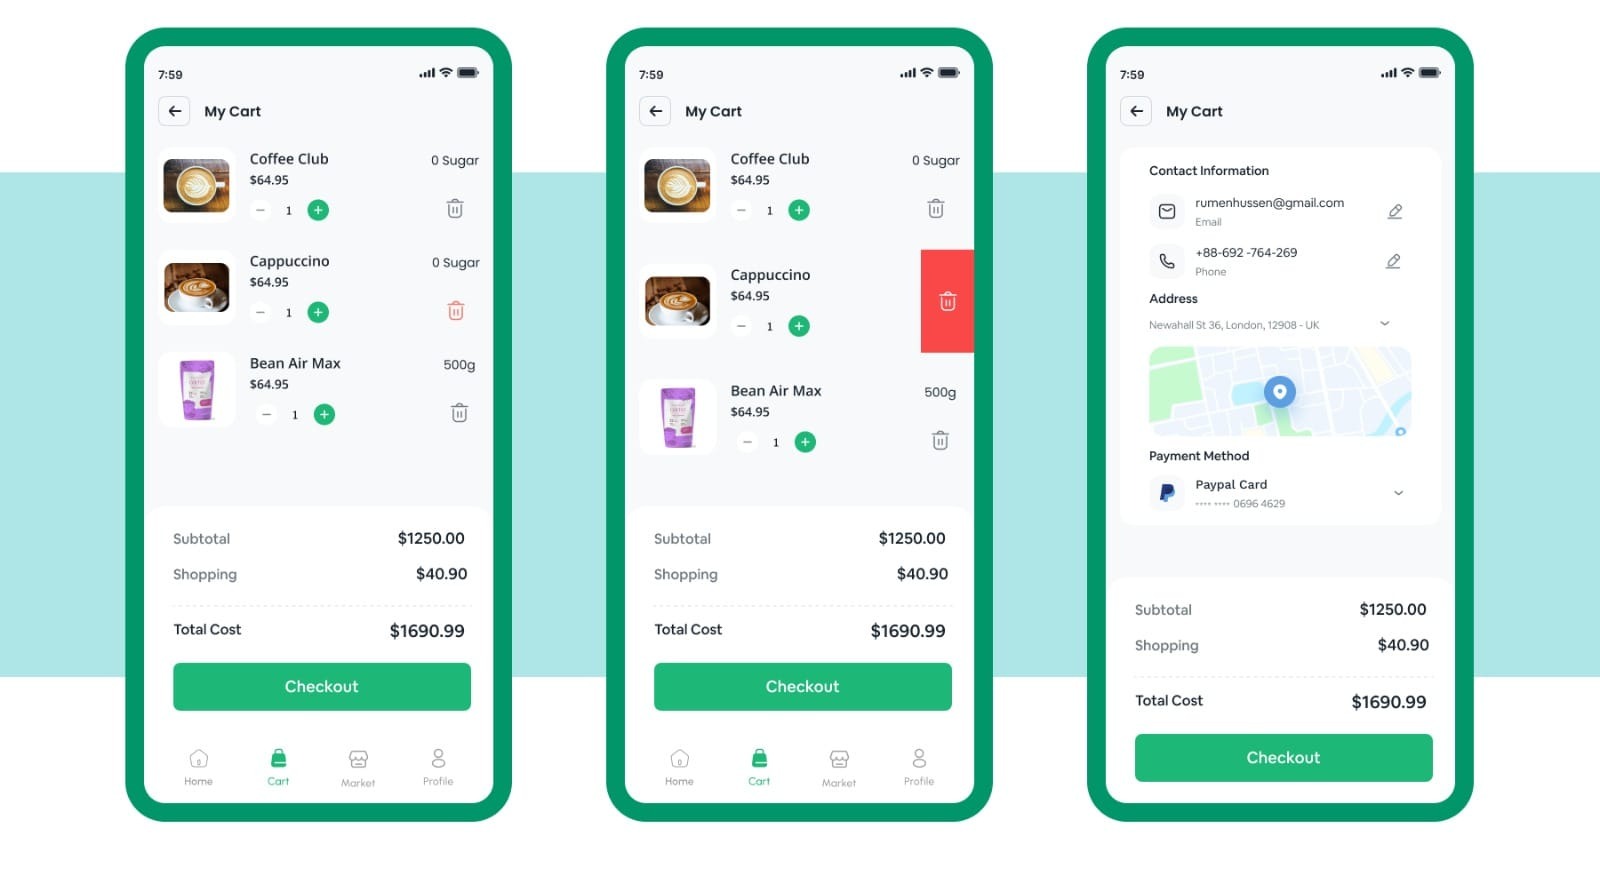 7:59
My Cart
Coffee Club
0 Sugar
$64.95
1
Cappuccino
0 Sugar
$64.95
1
Bean Air Max
500g
$64.95
1
Subtotal
$1250.00
Shopping
$40.90
Total Cost
$1690.99
Checkout
Home
Cart
Market
Profile
7:59
My Cart
Coffee Club
0 Sugar
$64.95
1
Cappuccino
$64.95
1
Bean Air Max
500g
$64.95
1
Subtotal
$1250.00
Shopping
$40.90
Total Cost
$1690.99
Checkout
Home
Cart
Market
Profile
7:59
My Cart
Contact Information
rumenhussen@gmail.com
Email
+88-692 -764-269
Phone
Address
Newahall St 36, London, 12908 - UK
Payment Method
Paypal Card
•••• •••• 0696 4629
Subtotal
$1250.00
Shopping
$40.90
Total Cost
$1690.99
Checkout